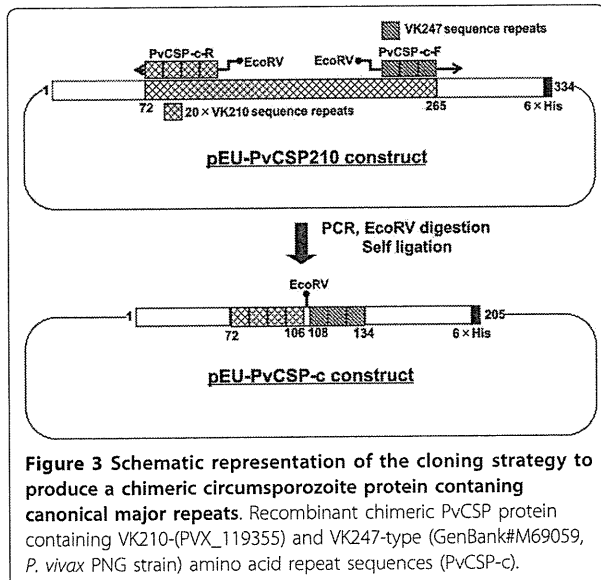 VK247 sequence repeats
PvCSP-c-R
EcoRV
EcoRV
PvCSP-c-F
1
334
72
20 × VK210 sequence repeats
265
6 × His
pEU-PvCSP210 construct
PCR, EcoRV digestion
Self ligation
EcoRV
1
205
72
106
108
134
6 × His
pEU-PvCSP-c construct
Figure 3 Schematic representation of the cloning strategy to
produce a chimeric circumsporozoite protein contaning
canonical major repeats. Recombinant chimeric PvCSP protein
containing VK210-(PVX_119355) and VK247-type (GenBank#M69059,
P. vivax PNG strain) amino acid repeat sequences (PvCSP-c).